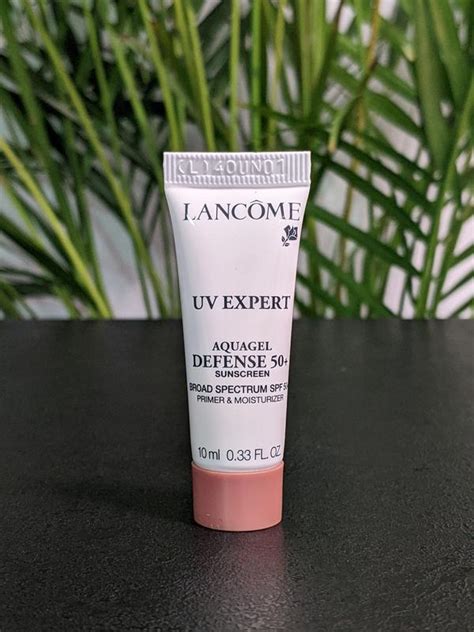 LANCÔME
UV EXPERT
AQUAGEL
DEFENSE 50+
SUNSCREEN
BROAD SPECTRUM SPF
PRIMER & MOISTURIZER
10 ml 0.33 FL. OZ